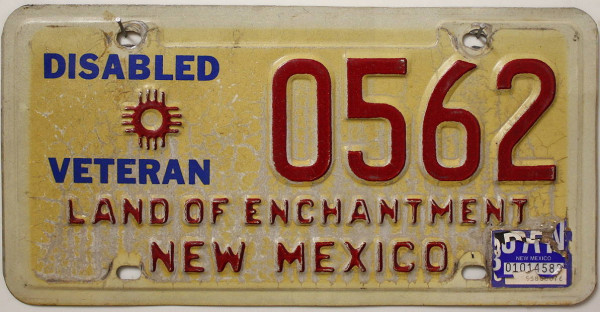 DISABLED
VETERAN
0562
LAND OF ENCHANTMENT
NEW MEXICO
NEW MEXICO